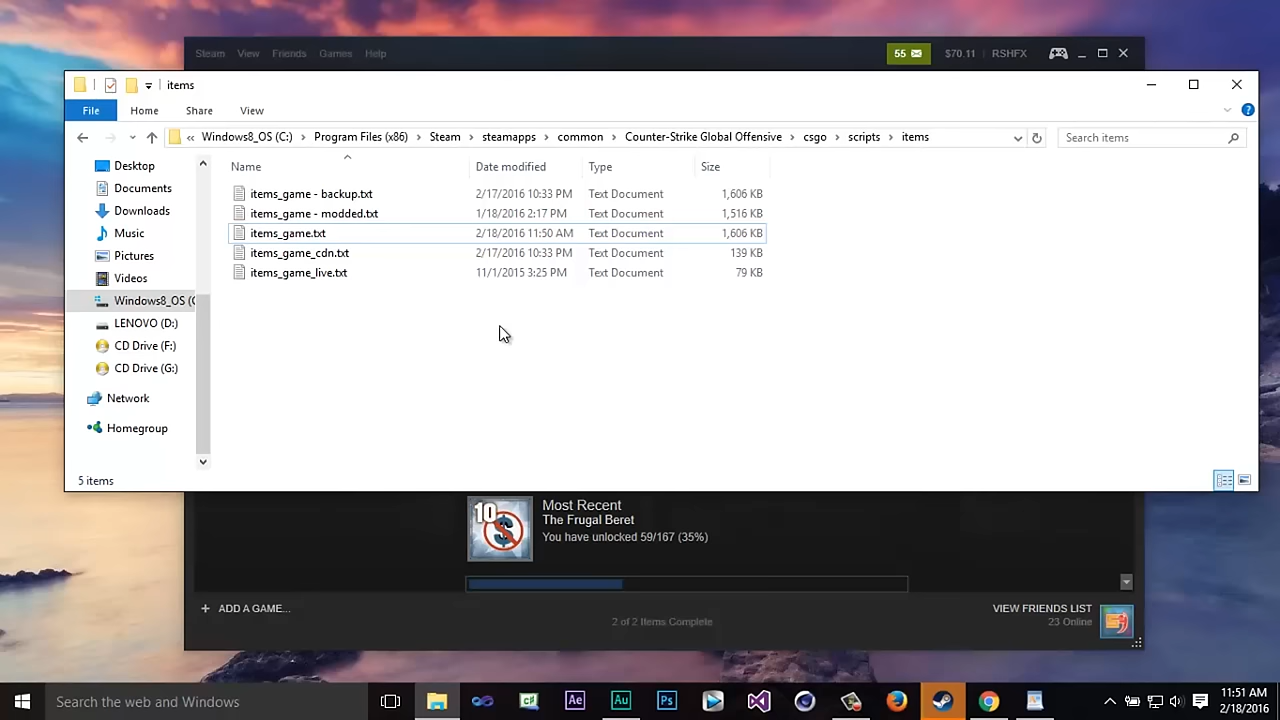 Steam View Friends Games Help 55 $70.11 RSHFX
items
File Home Share View
« Windows8_OS (C:) Program Files (x86) Steam steamapps common Counter-Strike Global Offensive csgo scripts items Search items
Name Date modified Type Size
Desktop
Documents
Downloads
Music
Pictures
Videos
Windows8_OS (C
LENOVO (D:)
CD Drive (F:)
CD Drive (G:)
Network
Homegroup
items_game - backup.txt 2/17/2016 10:33 PM Text Document 1,606 KB
items_game - modded.txt 1/18/2016 2:17 PM Text Document 1,516 KB
items_game.txt 2/18/2016 11:50 AM Text Document 1,606 KB
items_game_cdn.txt 2/17/2016 10:33 PM Text Document 139 KB
items_game_live.txt 11/1/2015 3:25 PM Text Document 79 KB
5 items
10
Most Recent
The Frugal Beret
You have unlocked 59/167 (35%)
+ ADD A GAME...
2 of 2 Items Complete
VIEW FRIENDS LIST
23 Online
Search the web and Windows
Ae Au Ps
11:51 AM
2/18/2016